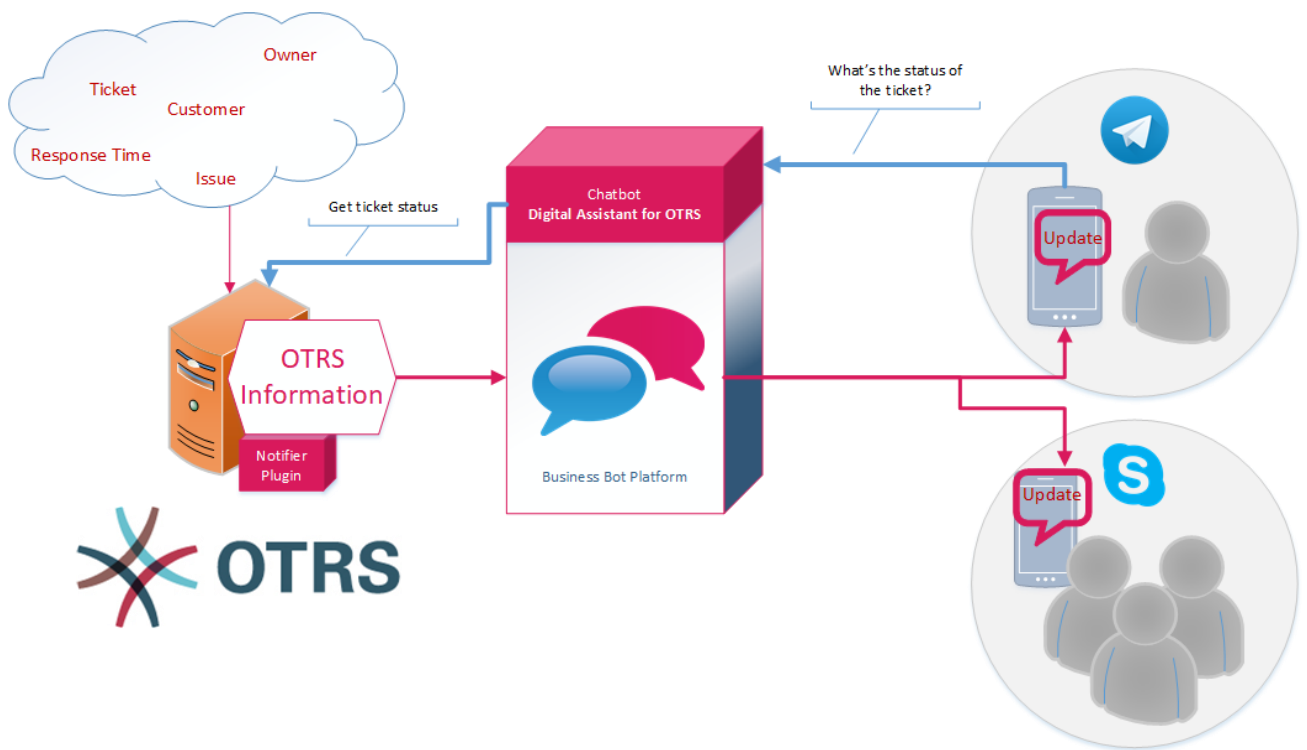 Owner
Ticket
Customer
Response Time
Issue
What's the status of
the ticket?
Get ticket status
Chatbot
Digital Assistant for OTRS
Update
OTRS
Information
Notifier
Plugin
Business Bot Platform
S
Update
OTRS